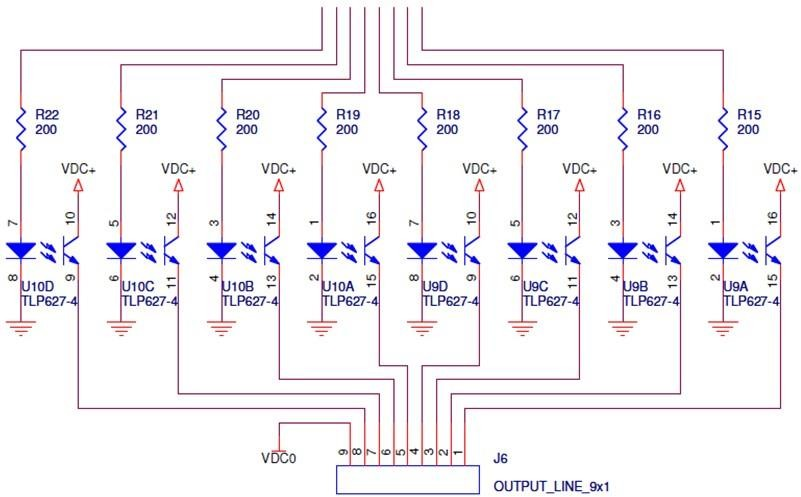 R22 R21 R20 R19 R18 R17 R16 R15
200 200 200 200 200 200 200 200
VDC+ VDC+ VDC+ VDC+ VDC+ VDC+ VDC+ VDC+
7 10 5 12 3 14 1 16 7 10 5 12 3 14 1 16
8 9 6 11 4 13 2 15 8 9 6 11 4 13 2 15
U10D U10C U10B U10A U9D U9C U9B U9A
TLP627-4 TLP627-4 TLP627-4 TLP627-4 TLP627-4 TLP627-4 TLP627-4 TLP627-4
VDC0 9 8 7 6 5 4 3 2 1 J6
OUTPUT_LINE_9x1